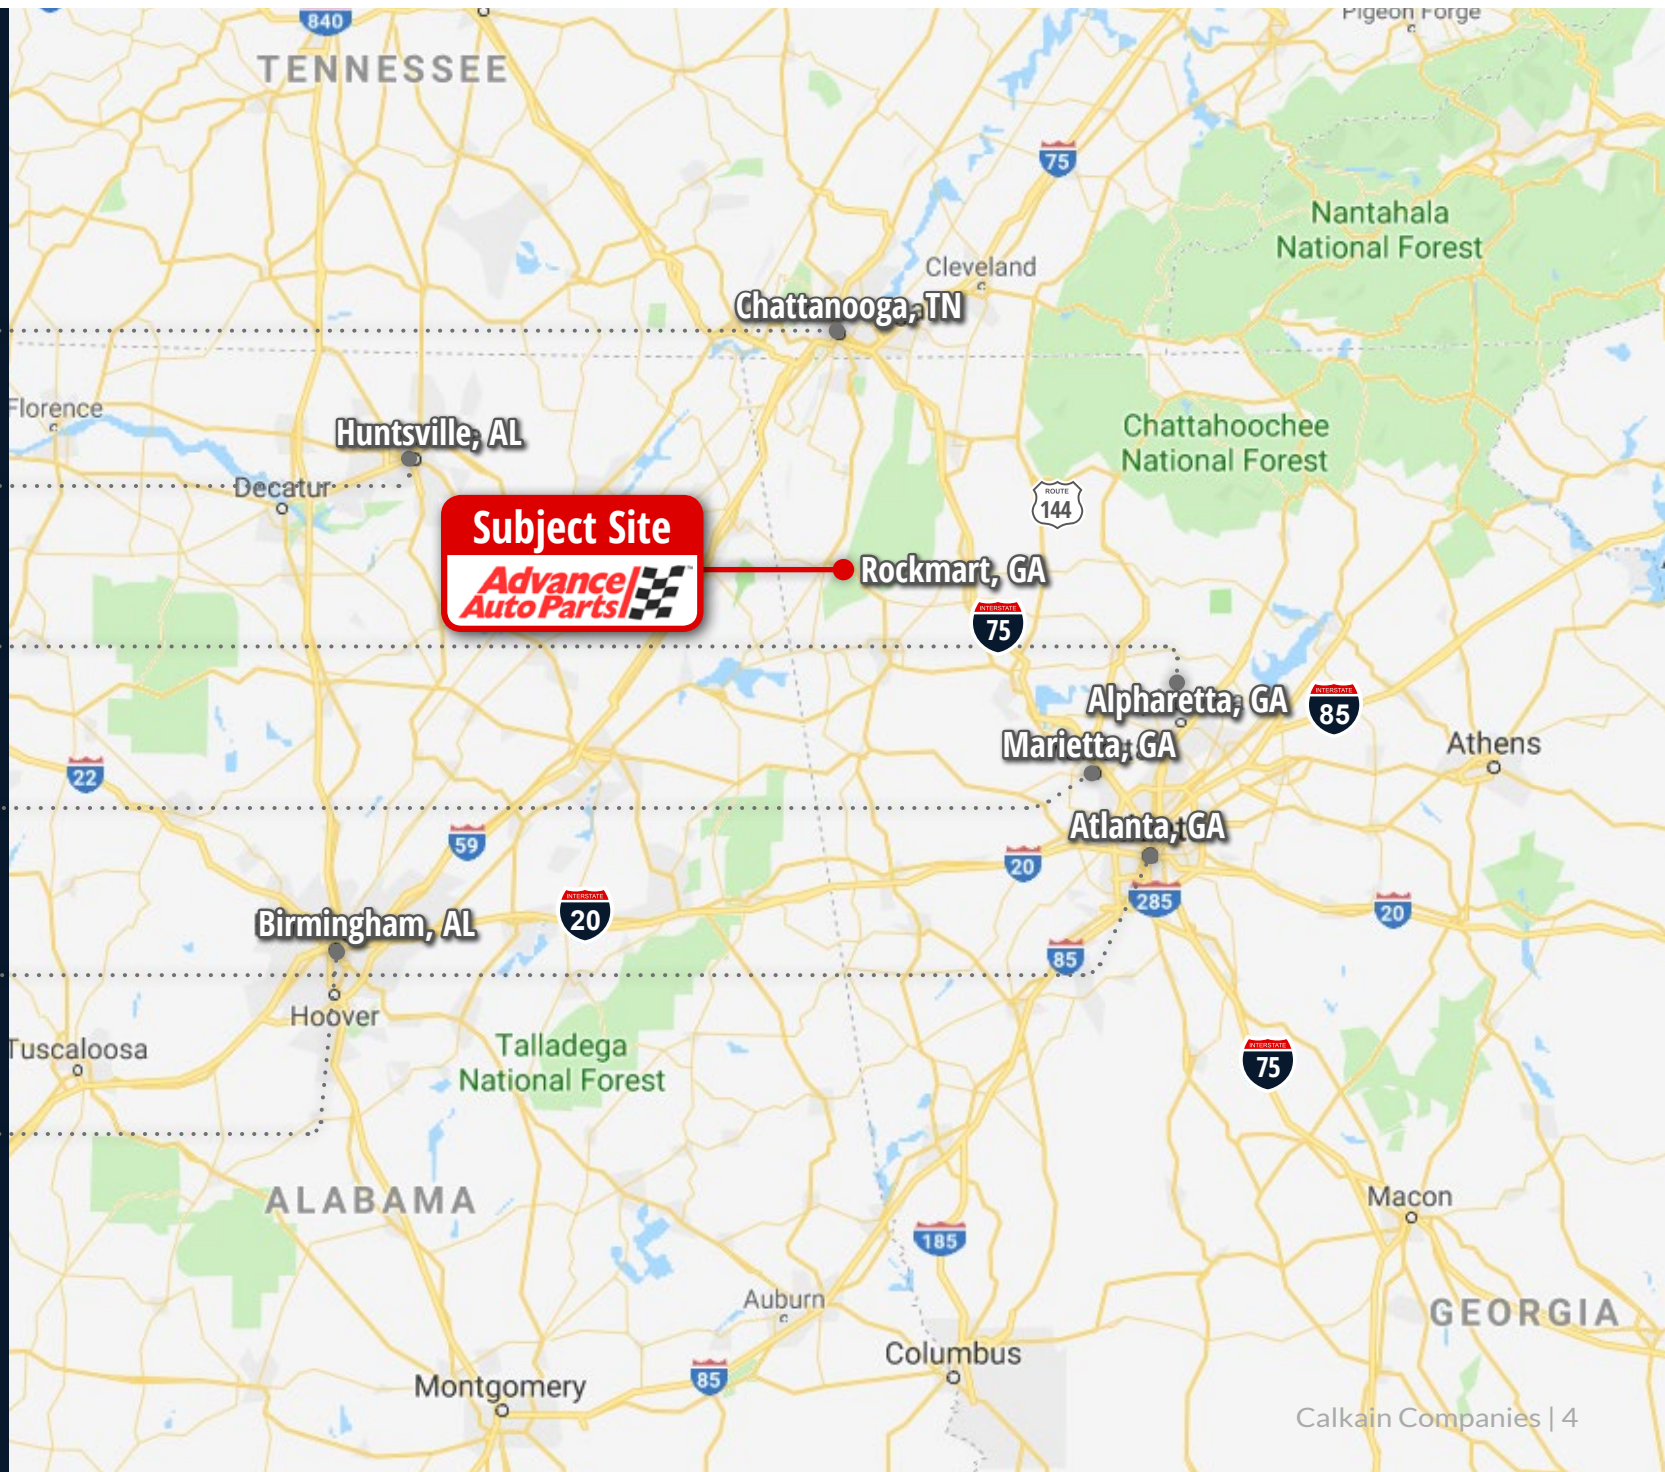 840
Pigeon Forge
TENNESSEE
75
Nantahala
National Forest
Cleveland
Chattanooga, TN
Florence
Huntsville, AL
Chattahoochee
National Forest
Decatur
ROUTE
144
Subject Site
Advance
Auto Parts
Rockmart, GA
INTERSTATE
75
Alpharetta, GA
INTERSTATE
85
Marietta, GA
Athens
22
59
Atlanta, GA
20
285
20
INTERSTATE
20
Birmingham, AL
85
Hoover
Tuscaloosa
Talladega
National Forest
INTERSTATE
75
ALABAMA
Macon
185
Auburn
GEORGIA
Columbus
85
Montgomery
Calkain Companies | 4